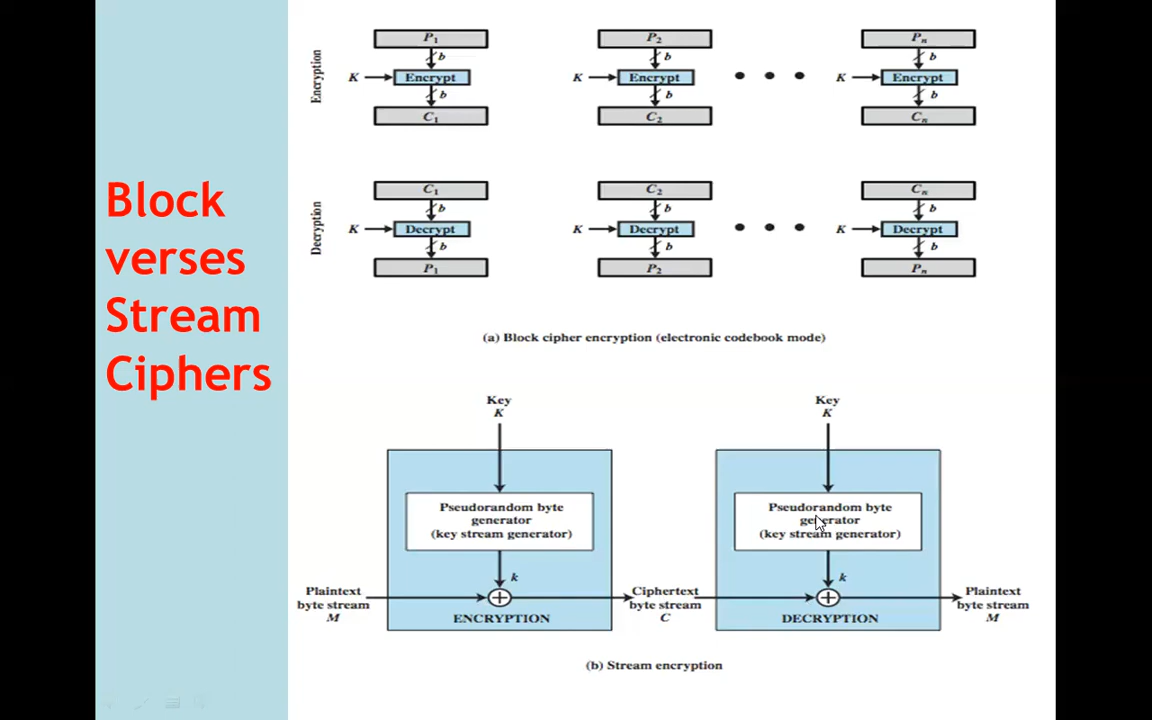 Block
verses
Stream
Ciphers
Encryption
P1 P2 Pn
b b b
K Encrypt K Encrypt K Encrypt
b b b
C1 C2 Cn
Decryption
C1 C2 Cn
b b b
K Decrypt K Decrypt K Decrypt
b b b
P1 P2 Pn
(a) Block cipher encryption (electronic codebook mode)
Key
K
Pseudorandom byte
generator
(key stream generator)
k
Plaintext
byte stream
M
ENCRYPTION
Ciphertext
byte stream
C
Key
K
Pseudorandom byte
generator
(key stream generator)
k
DECRYPTION
Plaintext
byte stream
M
(b) Stream encryption